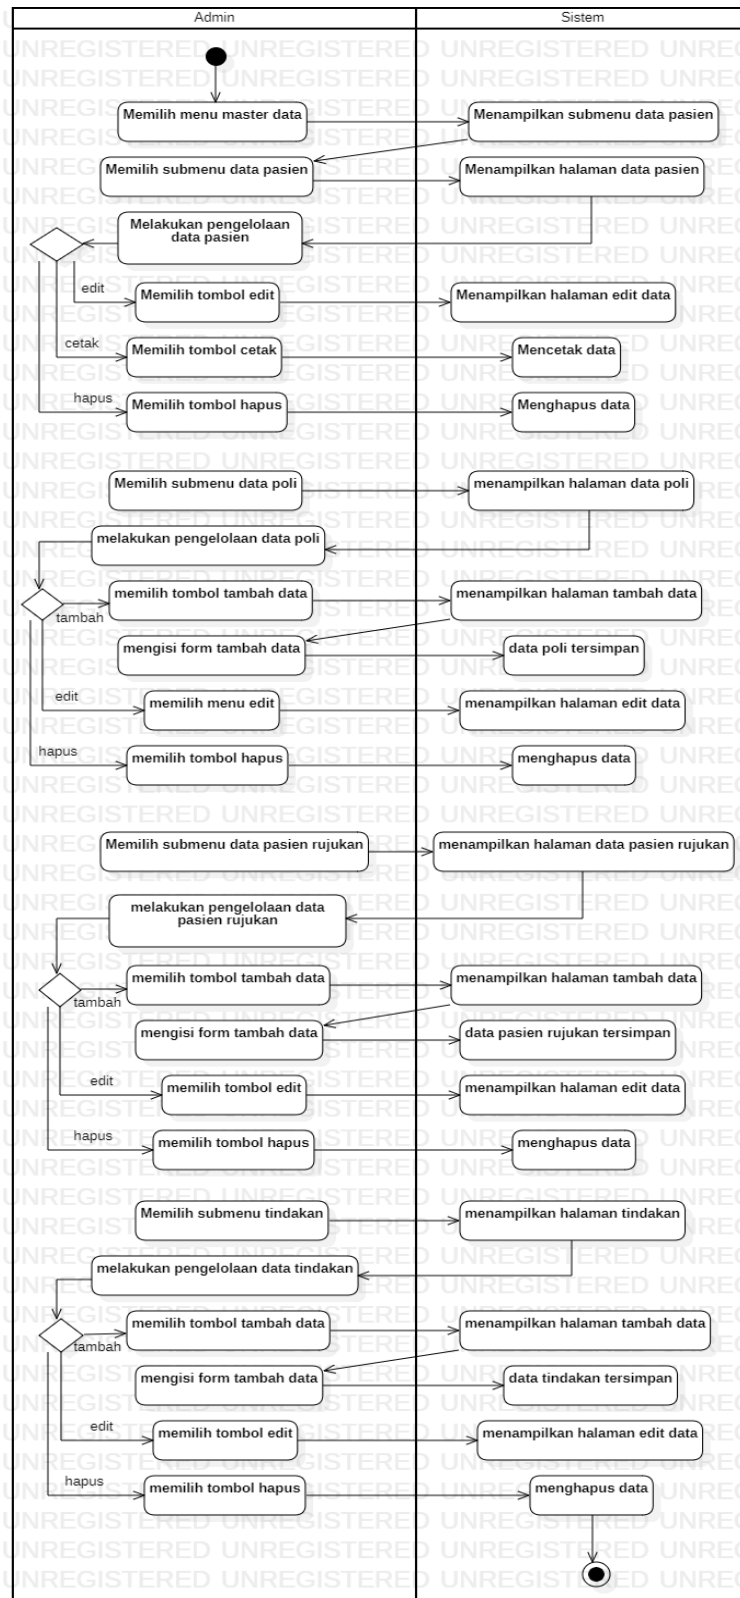 Admin
Sistem
Memilih menu master data
Menampilkan submenu data pasien
Memilih submenu data pasien
Menampilkan halaman data pasien
Melakukan pengelolaan
data pasien
edit
Memilih tombol edit
Menampilkan halaman edit data
cetak
Memilih tombol cetak
Mencetak data
hapus
Memilih tombol hapus
Menghapus data
Memilih submenu data poli
menampilkan halaman data poli
melakukan pengelolaan data poli
memilih tombol tambah data
menampilkan halaman tambah data
tambah
mengisi form tambah data
data poli tersimpan
edit
memilih menu edit
menampilkan halaman edit data
hapus
memilih tombol hapus
menghapus data
Memilih submenu data pasien rujukan
menampilkan halaman data pasien rujukan
melakukan pengelolaan data
pasien rujukan
memilih tombol tambah data
menampilkan halaman tambah data
tambah
mengisi form tambah data
data pasien rujukan tersimpan
edit
memilih tombol edit
menampilkan halaman edit data
hapus
memilih tombol hapus
menghapus data
Memilih submenu tindakan
menampilkan halaman tindakan
melakukan pengelolaan data tindakan
memilih tombol tambah data
menampilkan halaman tambah data
tambah
mengisi form tambah data
data tindakan tersimpan
edit
memilih tombol edit
menampilkan halaman edit data
hapus
memilih tombol hapus
menghapus data
UNREGISTERED